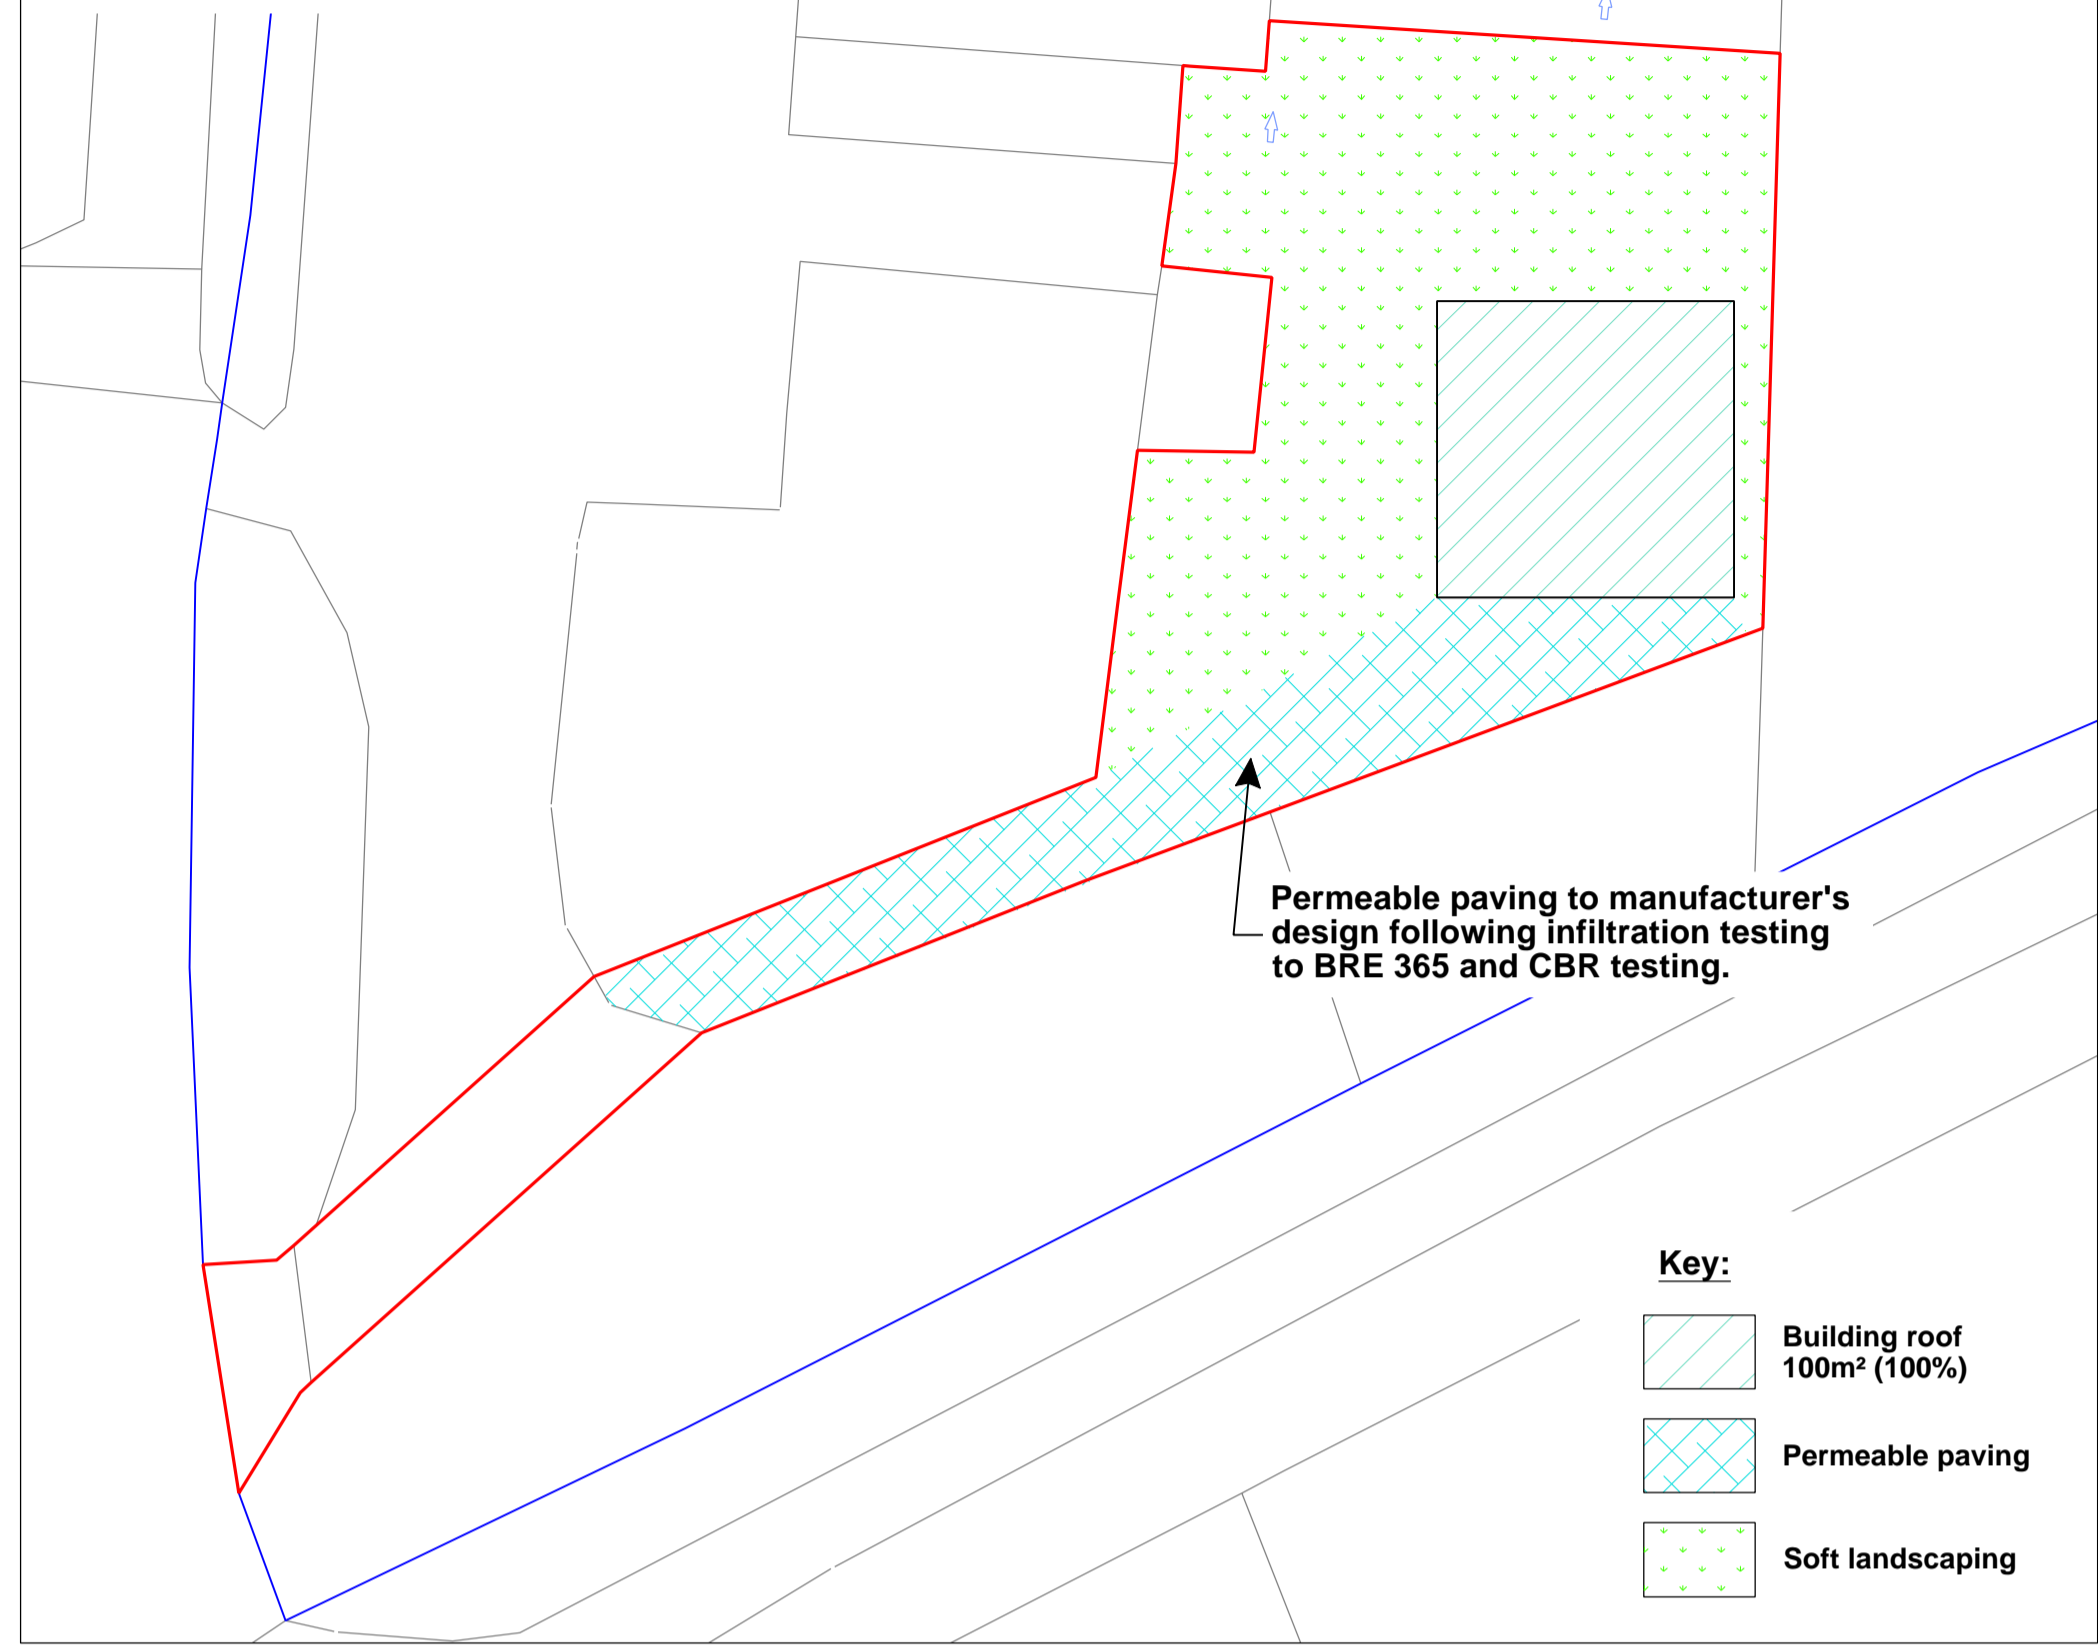 Permeable paving to manufacturer's
design following infiltration testing
to BRE 365 and CBR testing.
Key:
Building roof
100m² (100%)
Permeable paving
Soft landscaping